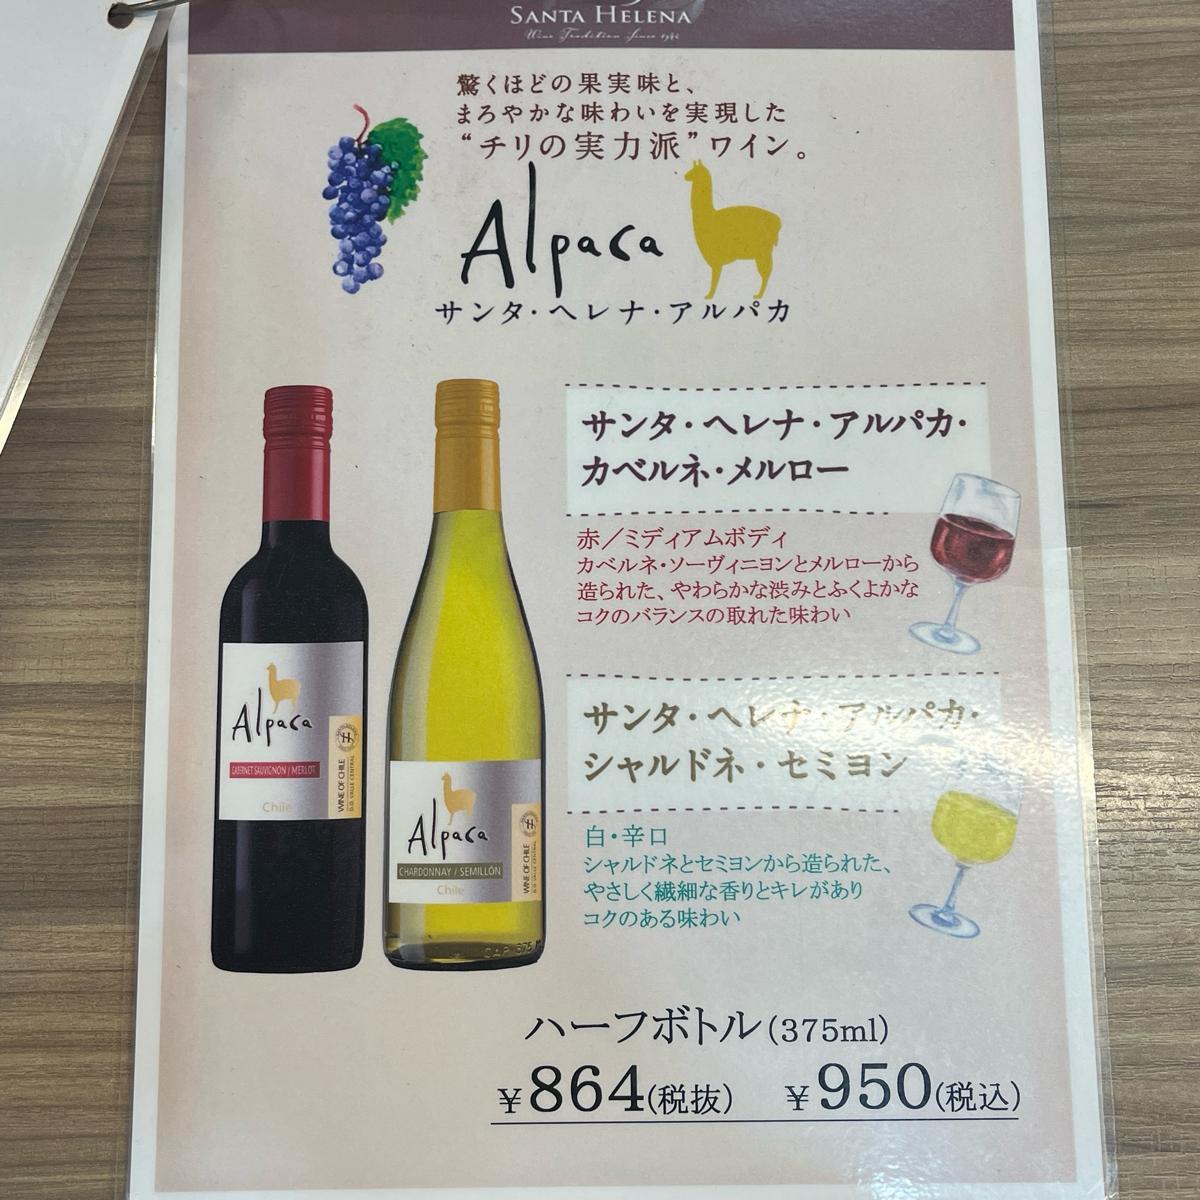 SANTA HELENA
Wine Tradition Since 1942
驚くほどの果実味と、
まろやかな味わいを実現した
“チリの実力派”ワイン。
Alpaca
サンタ・ヘレナ・アルパカ
サンタ・ヘレナ・アルパカ・
カベルネ・メルロー
赤／ミディアムボディ
カベルネ・ソーヴィニヨンとメルローから
造られた、やわらかな渋みとふくよかな
コクのバランスの取れた味わい
サンタ・ヘレナ・アルパカ・
シャルドネ・セミヨン
白・辛口
シャルドネとセミヨンから造られた、
やさしく繊細な香りとキレがあり
コクのある味わい
Alpaca
CABERNET SAUVIGNON / MERLOT
Chile
WINE OF CHILE
D.O. VALLE CENTRAL
Alpaca
CHARDONNAY / SEMILLÓN
Chile
WINE OF CHILE
D.O. VALLE CENTRAL
CAP 375 M
ハーフボトル(375ml)
¥864(税抜) ¥950(税込)